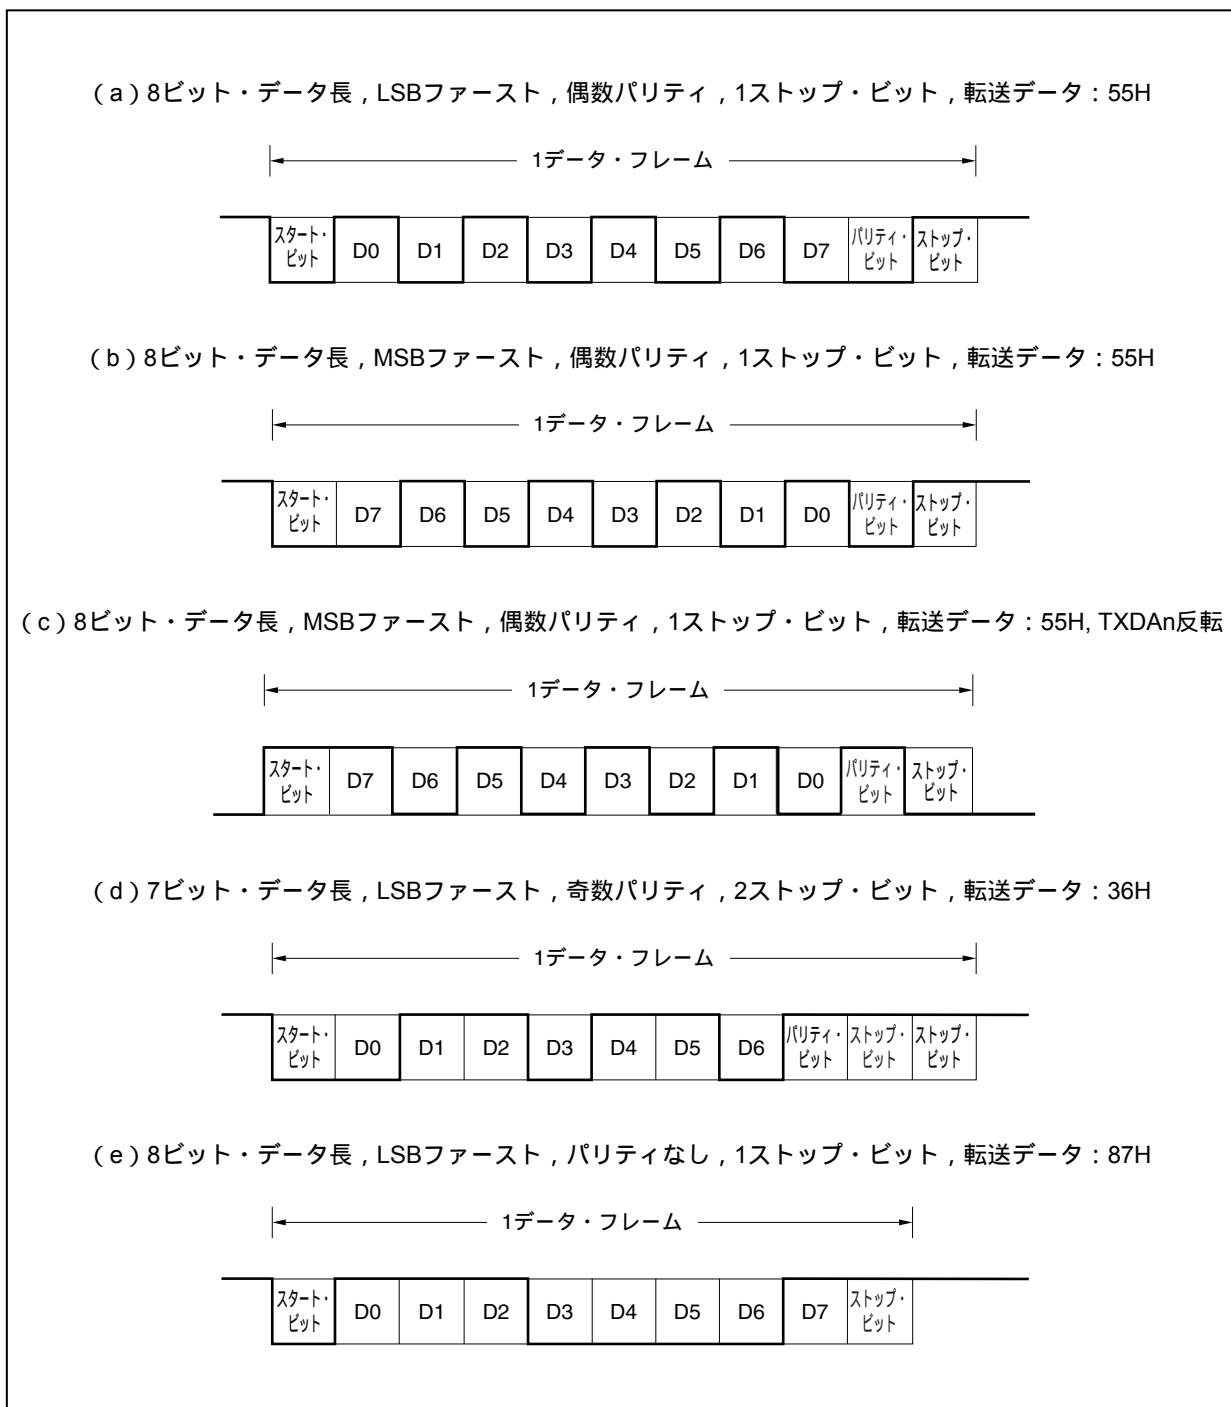 (a)8ビット・データ長,LSBファースト,偶数パリティ,1ストップ・ビット,転送データ:55H
1データ・フレーム
スタート・ビット D0 D1 D2 D3 D4 D5 D6 D7 パリティ・ビット ストップ・ビット
(b)8ビット・データ長,MSBファースト,偶数パリティ,1ストップ・ビット,転送データ:55H
1データ・フレーム
スタート・ビット D7 D6 D5 D4 D3 D2 D1 D0 パリティ・ビット ストップ・ビット
(c)8ビット・データ長,MSBファースト,偶数パリティ,1ストップ・ビット,転送データ:55H, TXDAn反転
1データ・フレーム
スタート・ビット D7 D6 D5 D4 D3 D2 D1 D0 パリティ・ビット ストップ・ビット
(d)7ビット・データ長,LSBファースト,奇数パリティ,2ストップ・ビット,転送データ:36H
1データ・フレーム
スタート・ビット D0 D1 D2 D3 D4 D5 D6 パリティ・ビット ストップ・ビット ストップ・ビット
(e)8ビット・データ長,LSBファースト,パリティなし,1ストップ・ビット,転送データ:87H
1データ・フレーム
スタート・ビット D0 D1 D2 D3 D4 D5 D6 D7 ストップ・ビット